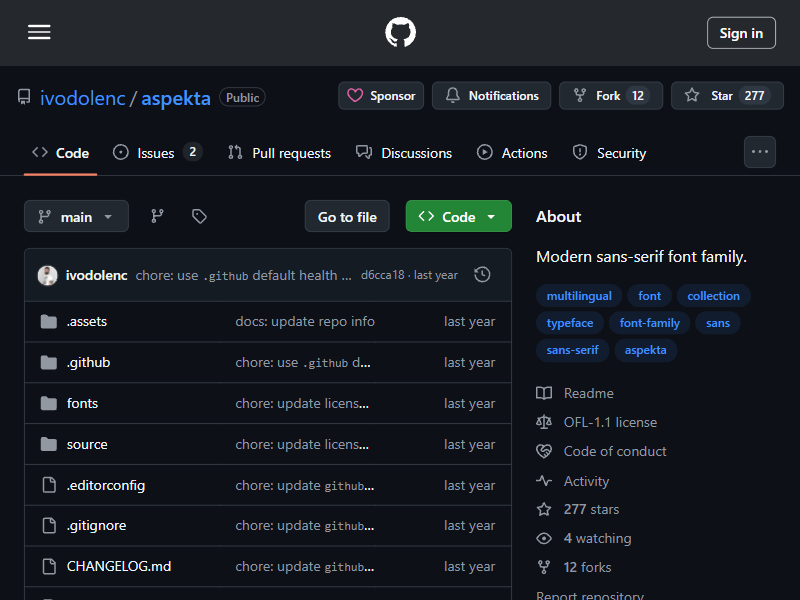 Sign in
ivodolenc / aspekta Public
Sponsor Notifications Fork 12 Star 277
Code Issues 2 Pull requests Discussions Actions Security
main Go to file Code
ivodolenc chore: use .github default health ... d6cca18 · last year
.assets docs: update repo info last year
.github chore: use .github d... last year
fonts chore: update licens... last year
source chore: update licens... last year
.editorconfig chore: update github... last year
.gitignore chore: update github... last year
CHANGELOG.md chore: update github... last year
About
Modern sans-serif font family.
multilingual font collection
typeface font-family sans
sans-serif aspekta
Readme
OFL-1.1 license
Code of conduct
Activity
277 stars
4 watching
12 forks
Report repository